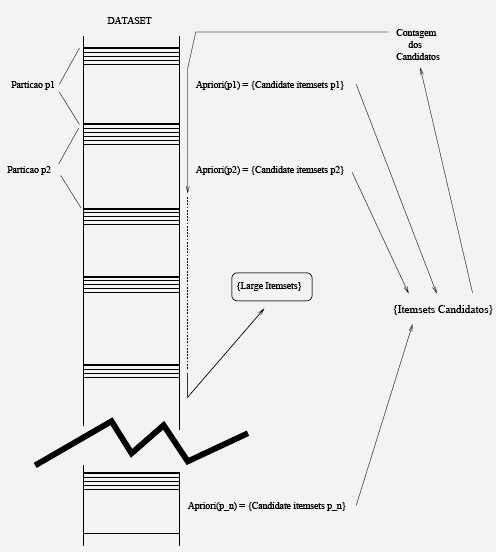 DATASET
Contagem
dos
Candidatos
Particao p1
Apriori(p1) = {Candidate itemsets p1}
Particao p2
Apriori(p2) = {Candidate itemsets p2}
{Large Itemsets}
{Itemsets Candidatos}
Apriori(p_n) = {Candidate itemsets p_n}